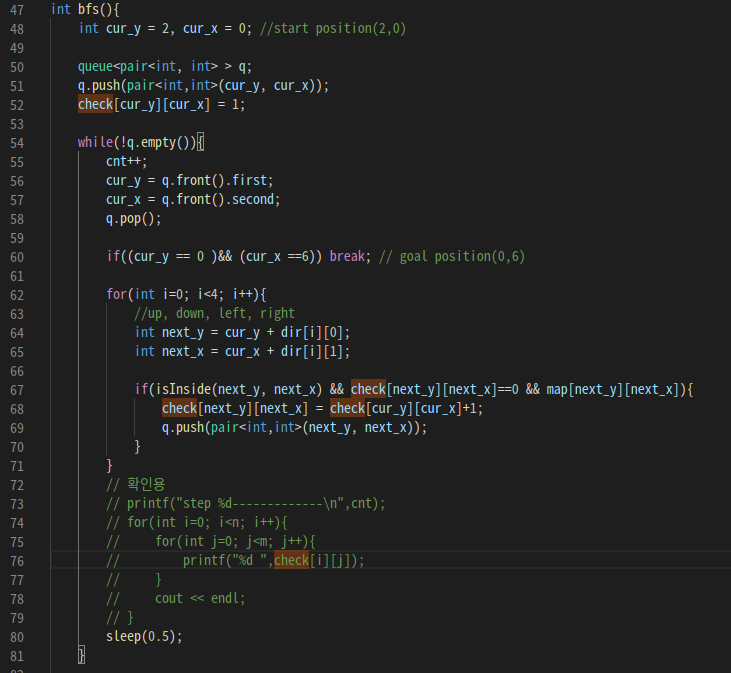 47 int bfs(){
48     int cur_y = 2, cur_x = 0; //start position(2,0)
49
50     queue<pair<int, int> > q;
51     q.push(pair<int,int>(cur_y, cur_x));
52     check[cur_y][cur_x] = 1;
53
54     while(!q.empty()){
55         cnt++;
56         cur_y = q.front().first;
57         cur_x = q.front().second;
58         q.pop();
59
60         if((cur_y == 0 )&& (cur_x ==6)) break; // goal position(0,6)
61
62         for(int i=0; i<4; i++){
63             //up, down, left, right
64             int next_y = cur_y + dir[i][0];
65             int next_x = cur_x + dir[i][1];
66
67             if(isInside(next_y, next_x) && check[next_y][next_x]==0 && map[next_y][next_x]){
68                 check[next_y][next_x] = check[cur_y][cur_x]+1;
69                 q.push(pair<int,int>(next_y, next_x));
70             }
71         }
72         // 확인용
73         // printf("step %d-------------\n",cnt);
74         // for(int i=0; i<n; i++){
75         //     for(int j=0; j<m; j++){
76         //         printf("%d ",check[i][j]);
77         //     }
78         //     cout << endl;
79         // }
80         sleep(0.5);
81     }